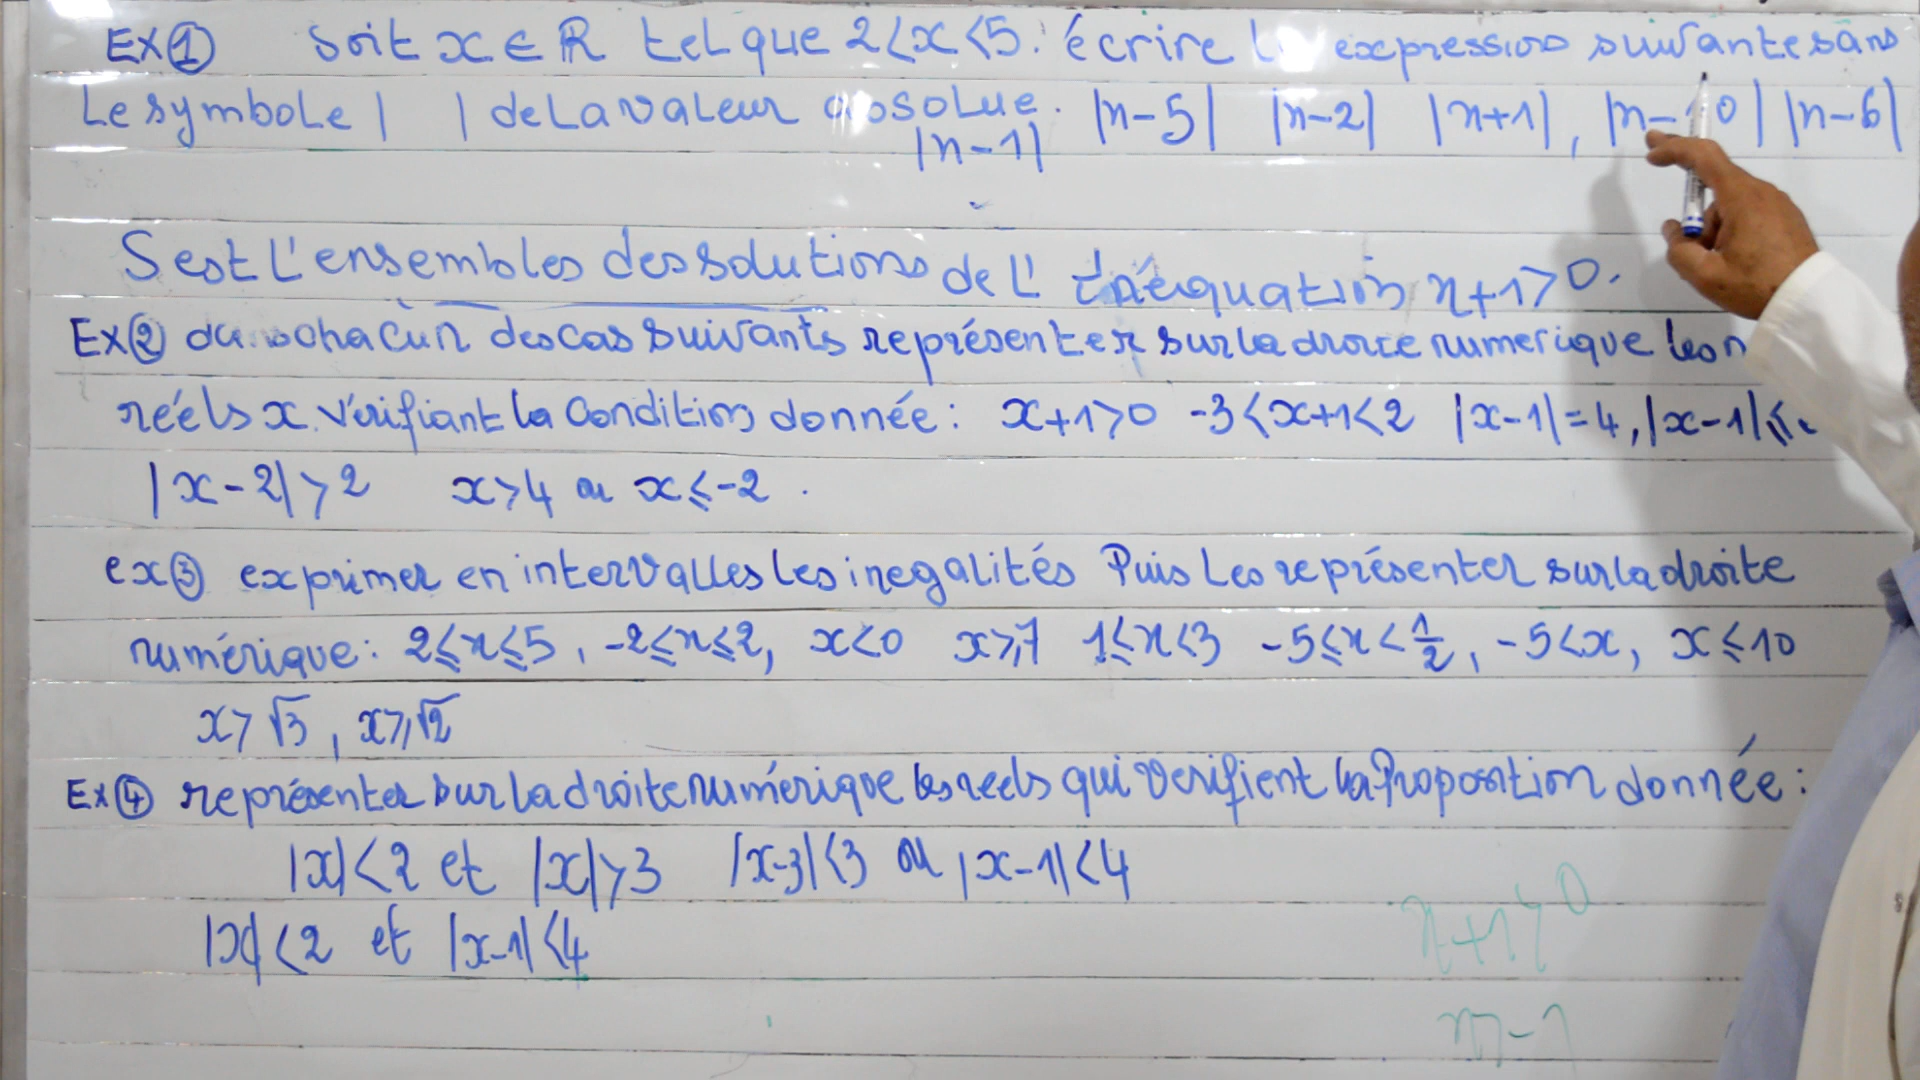 EX① Soit x ∈ ℝ tel que 2<x<5. écrire expression suivante sans
Le symbole | | de la valeur absolue. |x-5| |x-2| |x+1|, |x-10| |x-6|
|x-1|
S est L'ensembles des solutions de L' inéquation x+1>0.
EX② chacun des cas suivants représenter sur la droite numerique les
réels x vérifiant la condition donnée: x+1>0 -3<x+1<2 |x-1|=4, |x-1|≤
|x-2|>2 x>4 ou x≤-2.
ex③ exprimer en intervalles les inegalités Puis Les représenter sur la droite
numérique: 2≤x≤5, -2≤x≤2, x<0 x≥7 1≤x<3 -5≤x<1/2, -5<x, x≤10
x>√3, x≥√2
Ex④ représenter sur la droite numérique les reels qui verifient la Proposition donnée:
|x|<2 et |x|>3 |x-3|<3 ou |x-1|<4
|x|<2 et |x-1|<4
x+1>0
x>-1